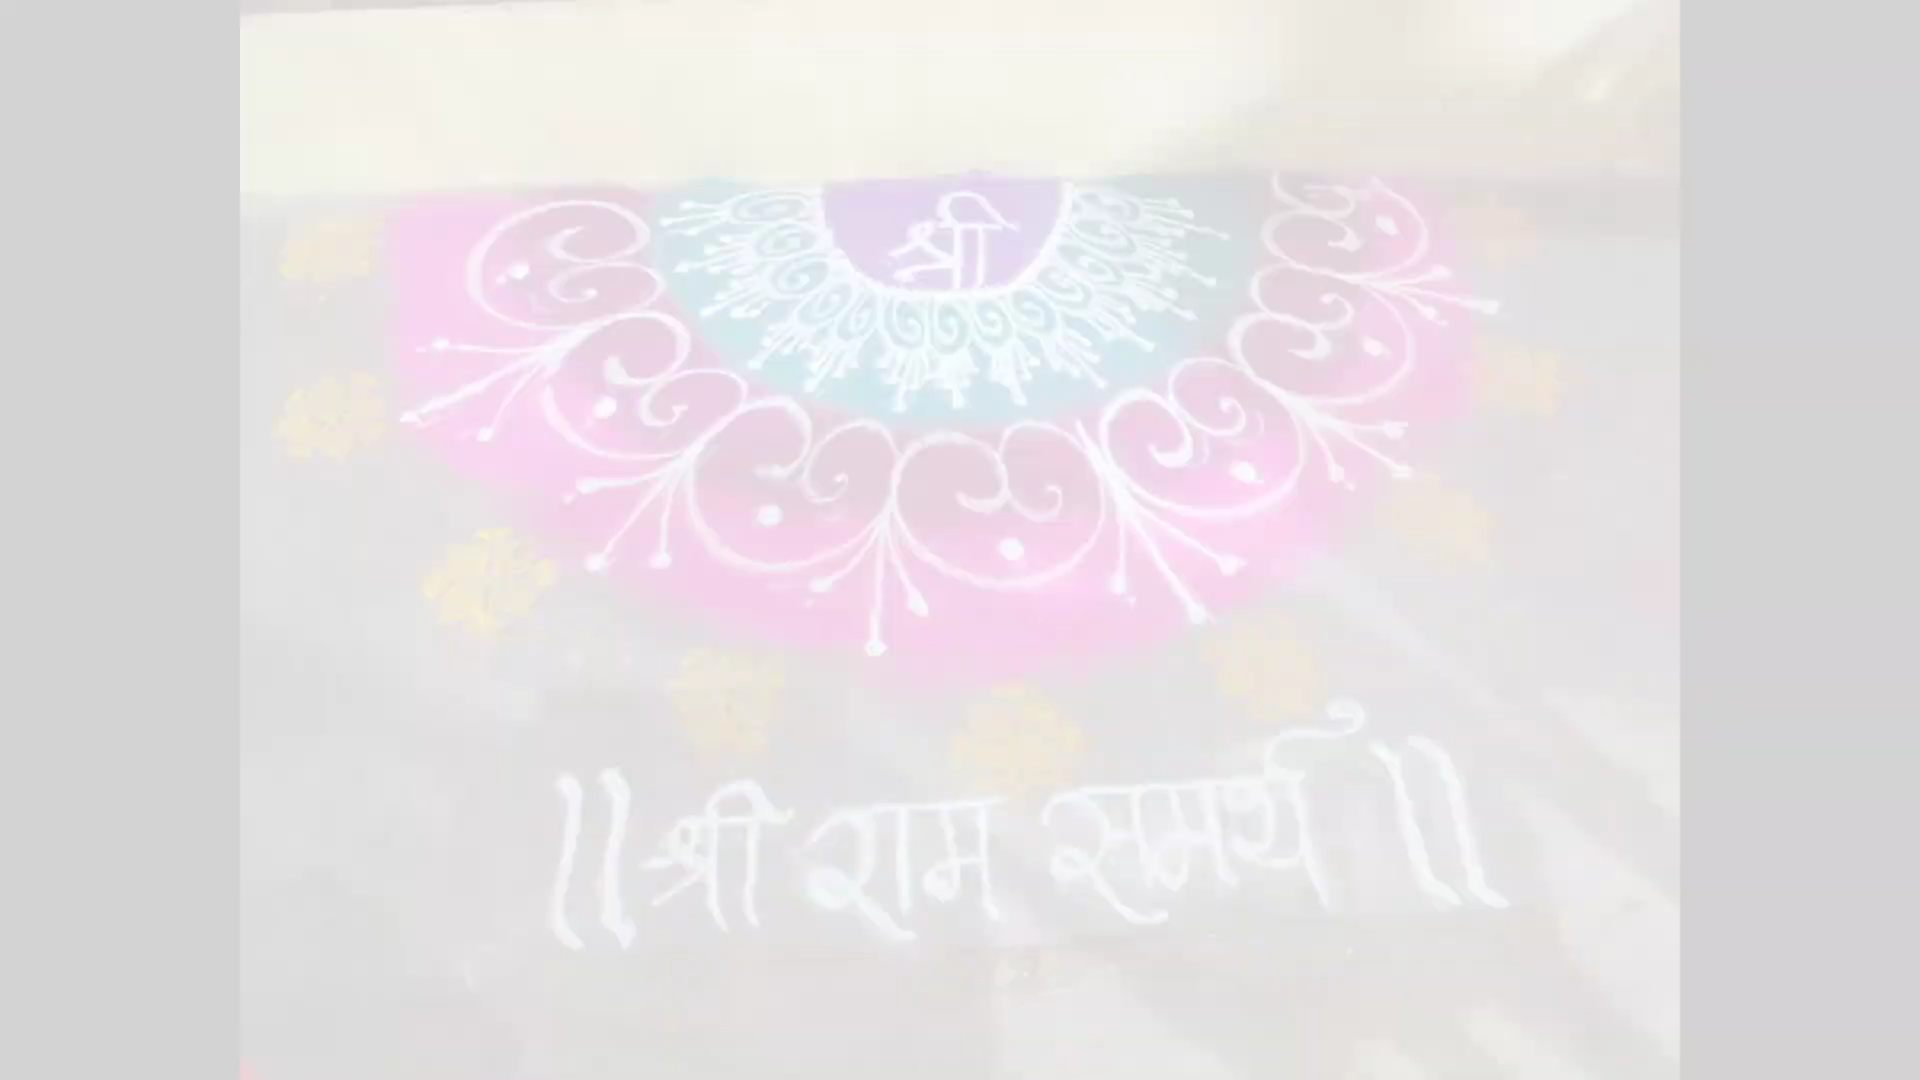 श्री
॥ श्री राम समर्थ ॥